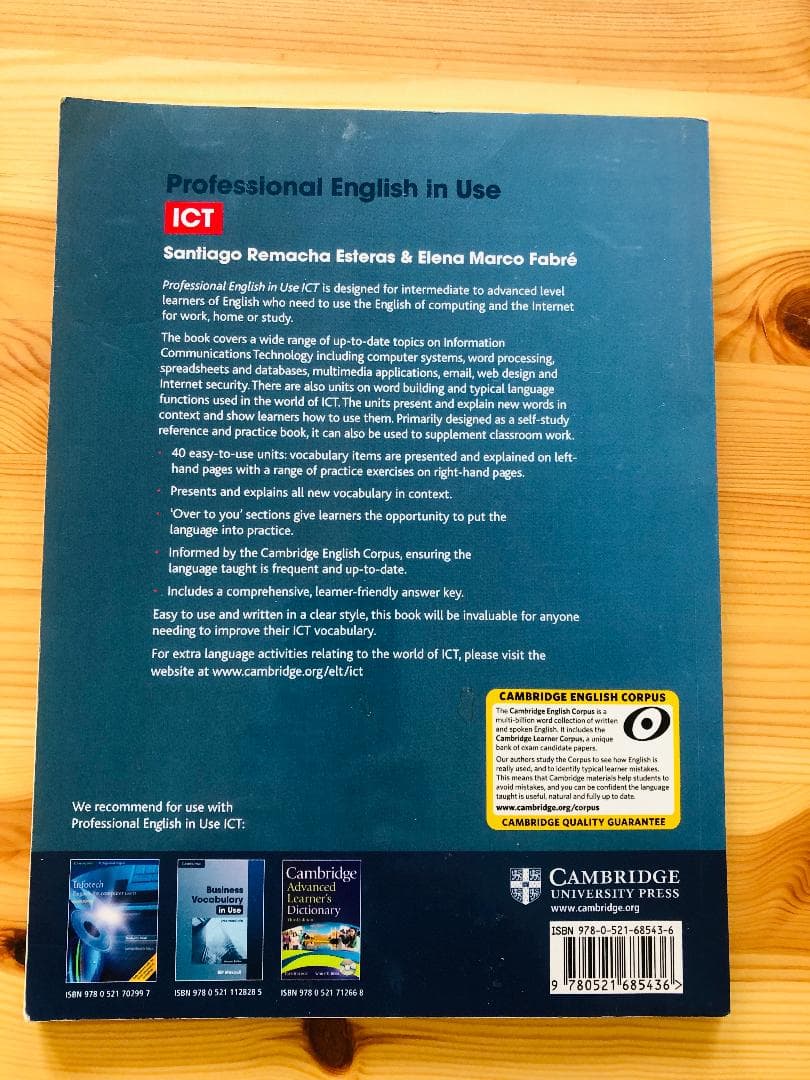 Professional English in Use
ICT
Santiago Remacha Esteras & Elena Marco Fabré
Professional English in Use ICT is designed for intermediate to advanced level
learners of English who need to use the English of computing and the Internet
for work, home or study.
The book covers a wide range of up-to-date topics on Information
Communications Technology including computer systems, word processing,
spreadsheets and databases, multimedia applications, email, web design and
Internet security. There are also units on word building and typical language
functions used in the world of ICT. The units present and explain new words in
context and show learners how to use them. Primarily designed as a self-study
reference and practice book, it can also be used to supplement classroom work.
· 40 easy-to-use units: vocabulary items are presented and explained on left-
hand pages with a range of practice exercises on right-hand pages.
· Presents and explains all new vocabulary in context.
· 'Over to you' sections give learners the opportunity to put the
language into practice.
· Informed by the Cambridge English Corpus, ensuring the
language taught is frequent and up-to-date.
· Includes a comprehensive, learner-friendly answer key.
Easy to use and written in a clear style, this book will be invaluable for anyone
needing to improve their ICT vocabulary.
For extra language activities relating to the world of ICT, please visit the
website at www.cambridge.org/elt/ict
CAMBRIDGE ENGLISH CORPUS
The Cambridge English Corpus is a
multi-billion word collection of written
and spoken English. It includes the
Cambridge Learner Corpus, a unique
bank of exam candidate papers.
Our authors study the Corpus to see how English is
really used, and to identify typical learner mistakes.
This means that Cambridge materials help students to
avoid mistakes, and you can be confident the language
taught is useful, natural and fully up to date.
www.cambridge.org/corpus
CAMBRIDGE QUALITY GUARANTEE
We recommend for use with
Professional English in Use ICT:
Infotech
English for computer users
Business
Vocabulary
in Use
Cambridge
Advanced
Learner's
Dictionary
Third Edition
ISBN 978 0 521 70299 7
ISBN 978 0 521 112828 5
ISBN 978 0 521 71266 8
CAMBRIDGE
UNIVERSITY PRESS
www.cambridge.org
ISBN 978-0-521-68543-6
9 780521 685436 >